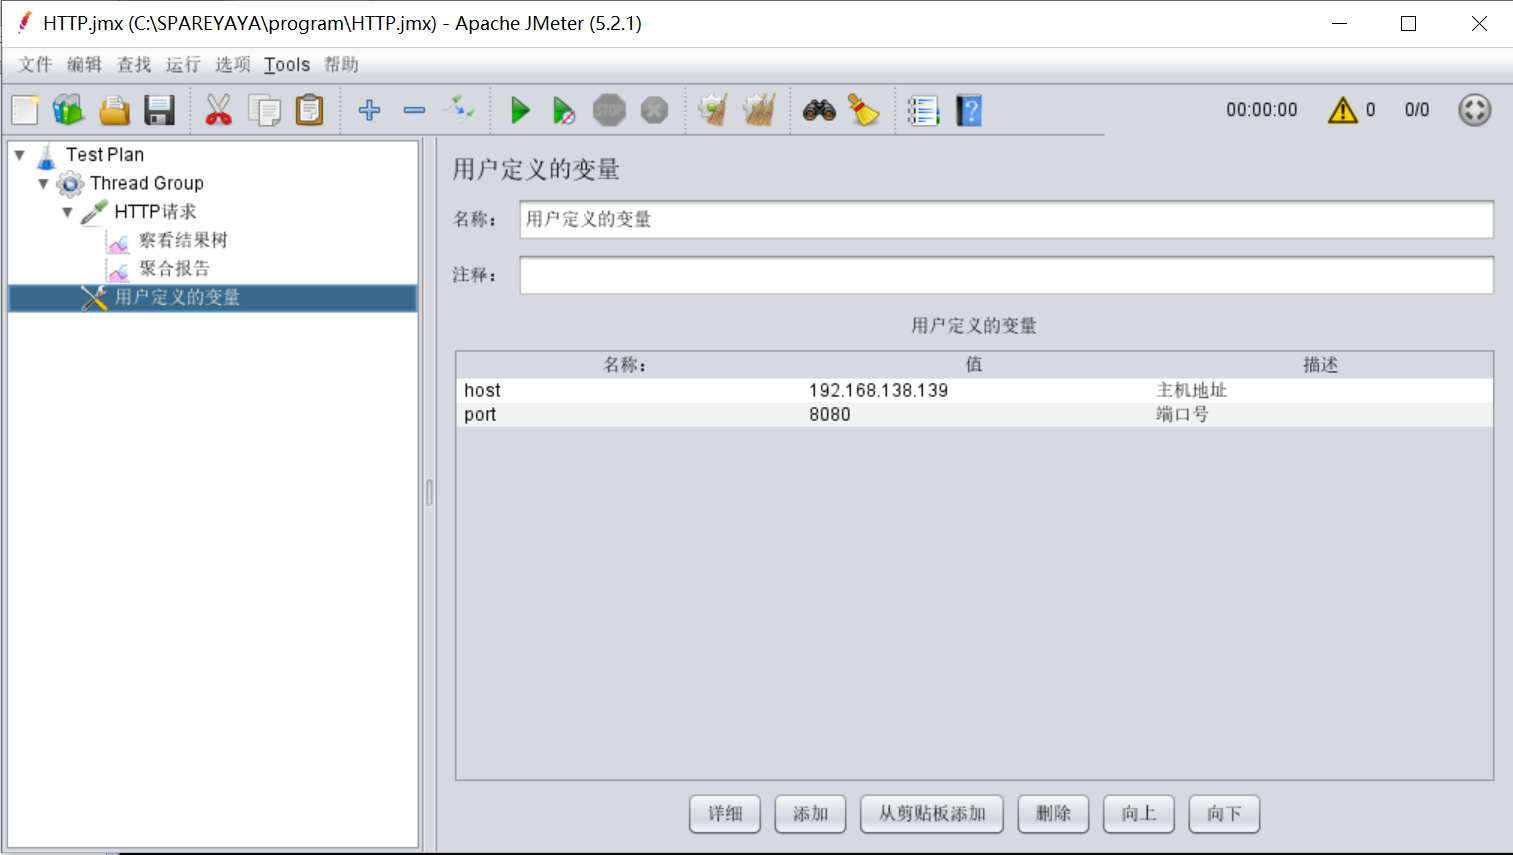 HTTP.jmx (C:\SPAREYAYA\program\HTTP.jmx) - Apache JMeter (5.2.1)
文件 编辑 查找 运行 选项 Tools 帮助
STOP 00:00:00 0 0/0
Test Plan
Thread Group
HTTP请求
察看结果树
聚合报告
用户定义的变量
用户定义的变量
名称： 用户定义的变量
注释：
用户定义的变量
名称： 值 描述
host 192.168.138.139 主机地址
port 8080 端口号
详细 添加 从剪贴板添加 删除 向上 向下